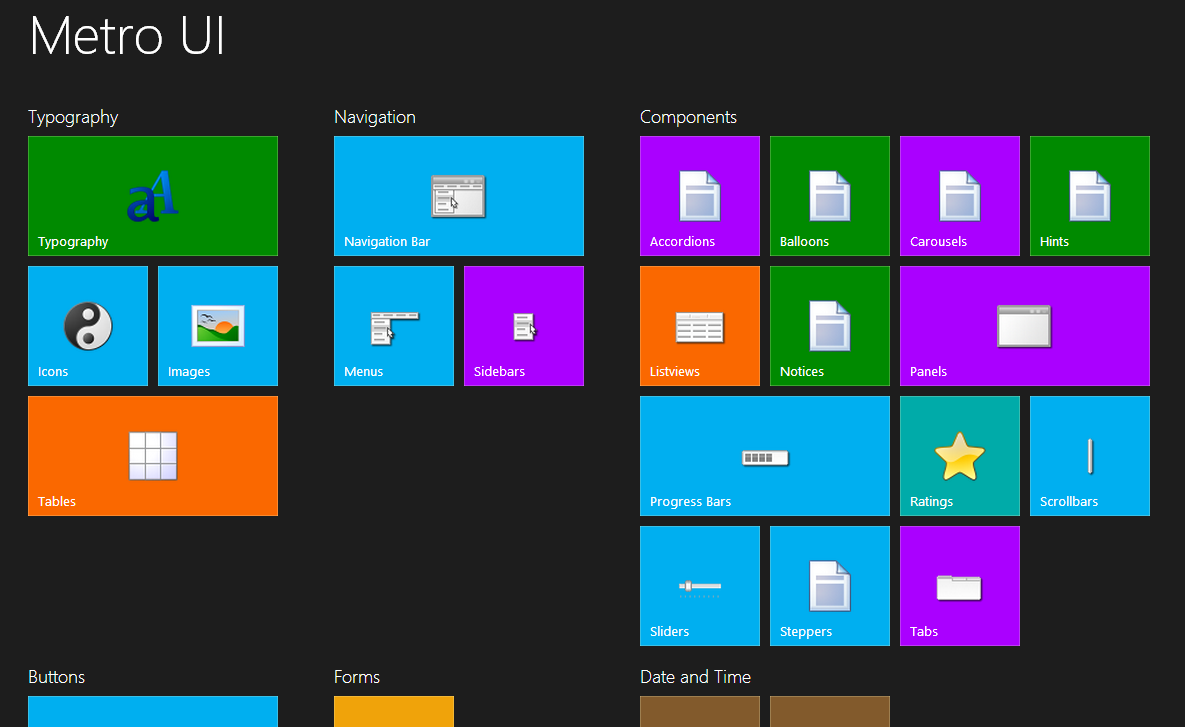 Metro UI
Typography
Typography
Icons
Images
Tables
Navigation
Navigation Bar
Menus
Sidebars
Components
Accordions
Balloons
Carousels
Hints
Listviews
Notices
Panels
Progress Bars
Ratings
Scrollbars
Sliders
Steppers
Tabs
Buttons
Forms
Date and Time